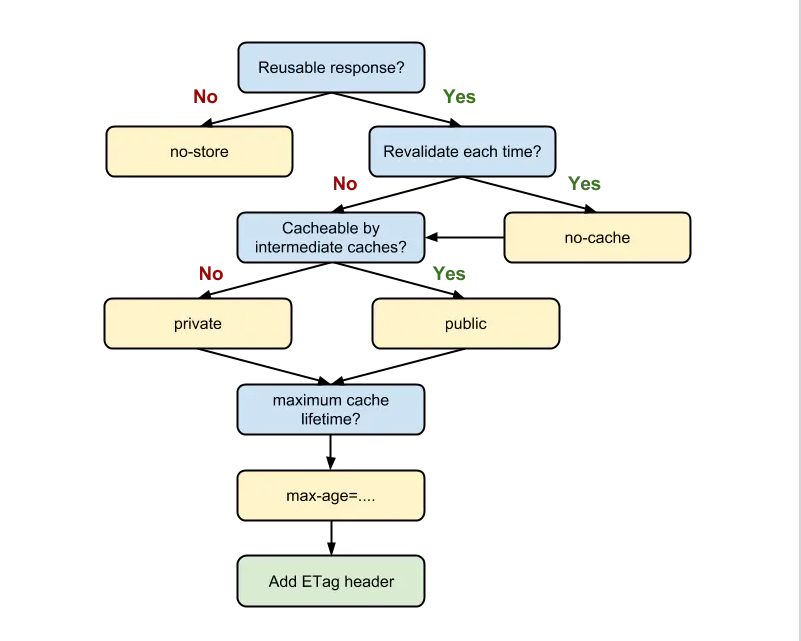 Reusable response?
No
Yes
no-store
Revalidate each time?
No
Yes
Cacheable by
intermediate caches?
no-cache
No
Yes
private
public
maximum cache
lifetime?
max-age=....
Add ETag header